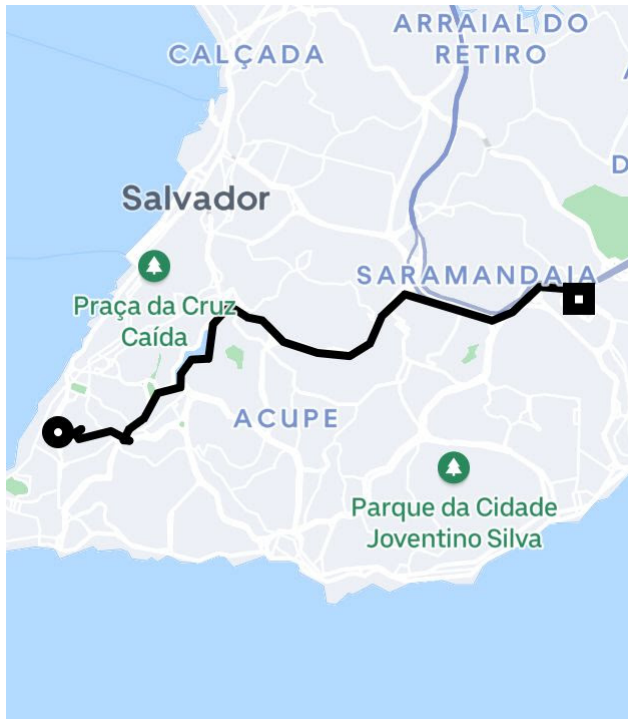 ARRAIAL DO
RETIRO
CALÇADA
A
D
Salvador
SARAMANDAIA
Praça da Cruz
Caída
ACUPE
Parque da Cidade
Joventino Silva